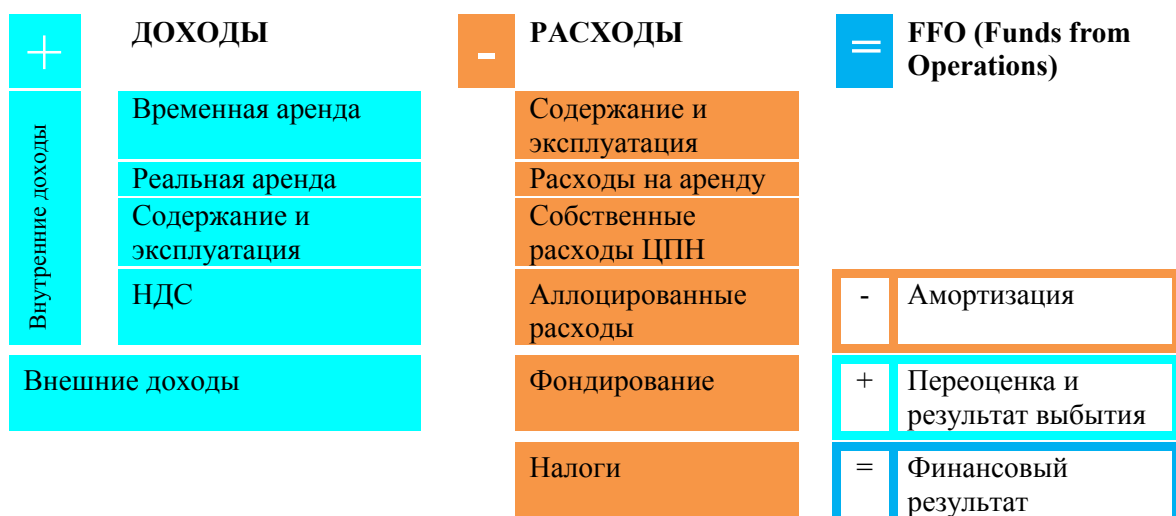 +
ДОХОДЫ
-
РАСХОДЫ
=
FFO (Funds from
Operations)
Внутренние доходы
Временная аренда
Содержание и
эксплуатация
Реальная аренда
Расходы на аренду
Содержание и
эксплуатация
Собственные
расходы ЦПН
НДС
Аллоцированные
расходы
-
Амортизация
Внешние доходы
Фондирование
+
Переоценка и
результат выбытия
Налоги
=
Финансовый
результат